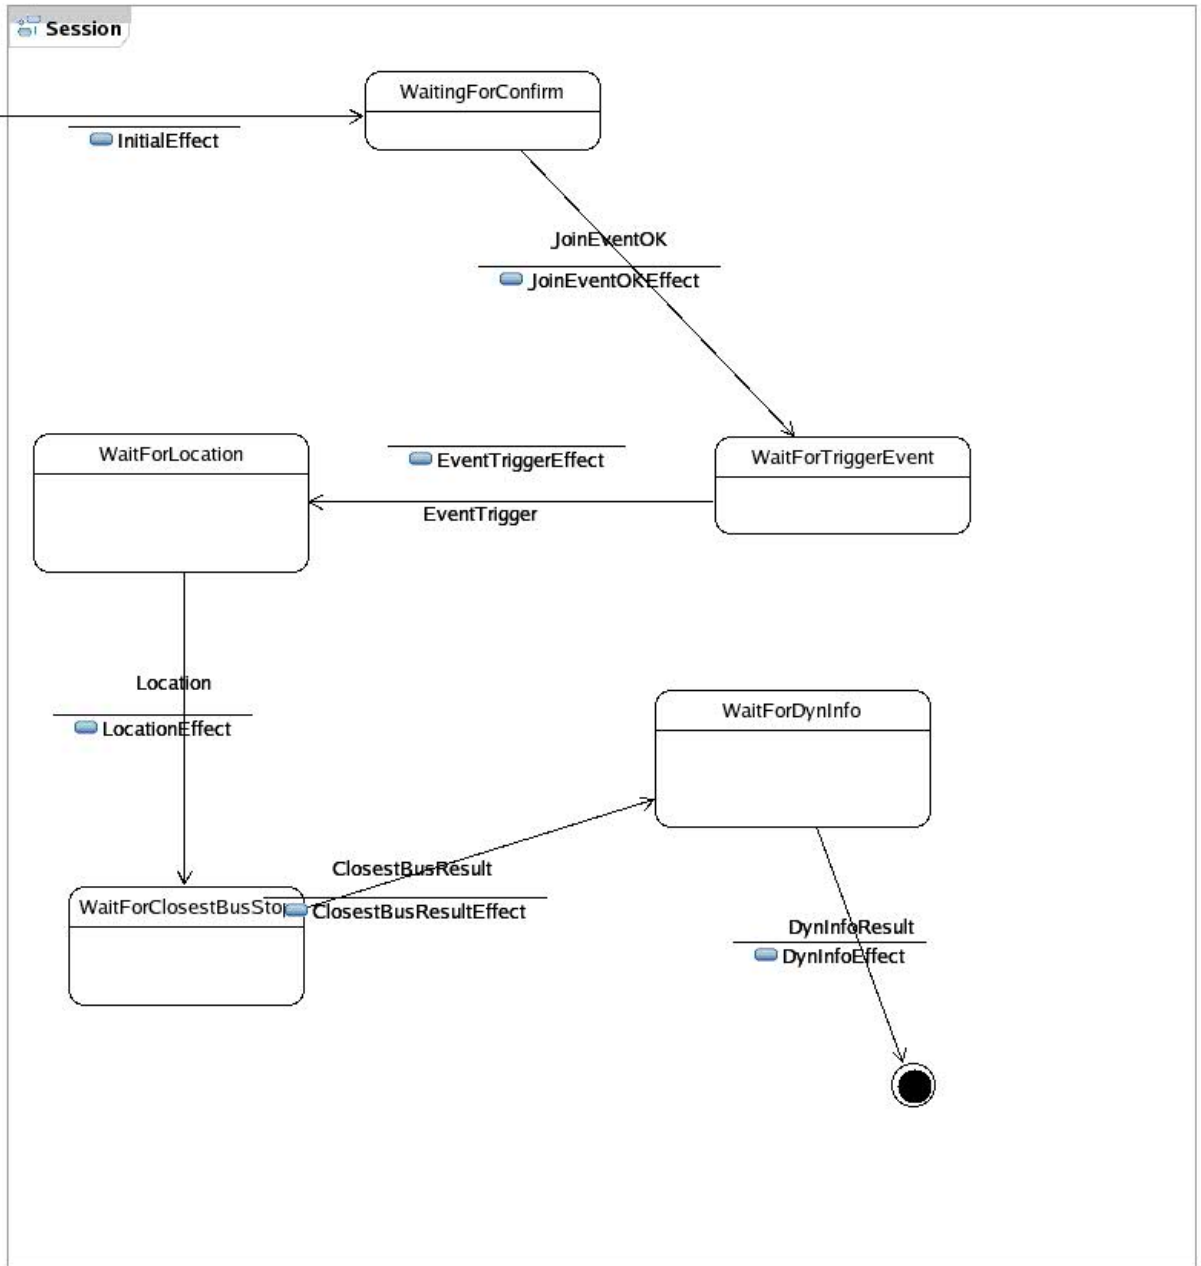 Session
WaitingForConfirm
InitialEffect
JoinEventOK
JoinEventOKEffect
WaitForLocation
EventTriggerEffect
WaitForTriggerEvent
EventTrigger
Location
LocationEffect
WaitForDynInfo
ClosestBusResult
WaitForClosestBusStop
ClosestBusResultEffect
DynInfoResult
DynInfoEffect